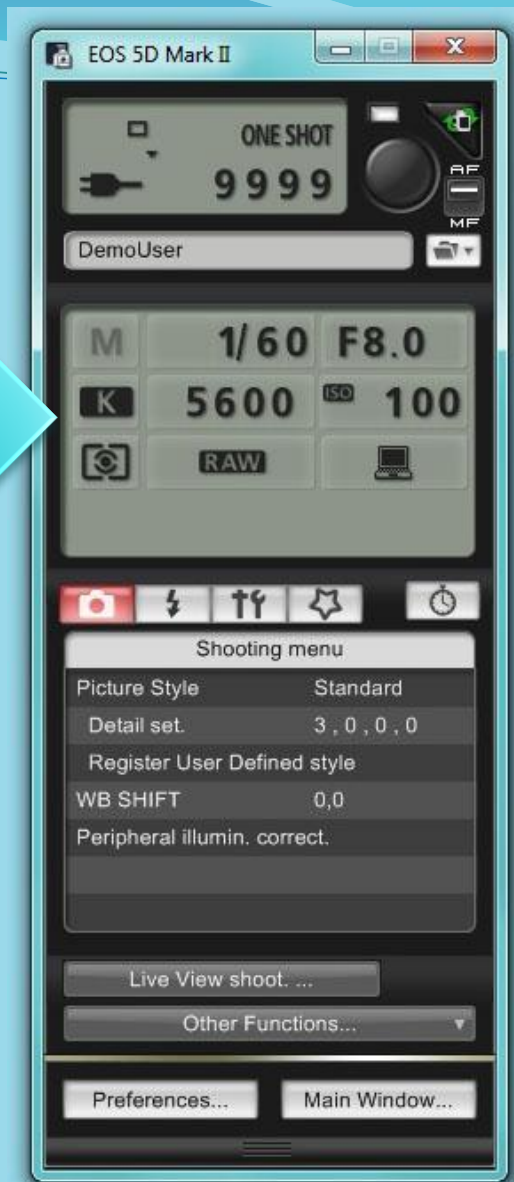 EOS 5D Mark II
ONE SHOT
9999
AF
MF
DemoUser
M 1/60 F8.0
K 5600 ISO 100
RAW
Shooting menu
Picture Style Standard
Detail set. 3 , 0 , 0 , 0
Register User Defined style
WB SHIFT 0,0
Peripheral illumin. correct.
Live View shoot. ...
Other Functions...
Preferences... Main Window...